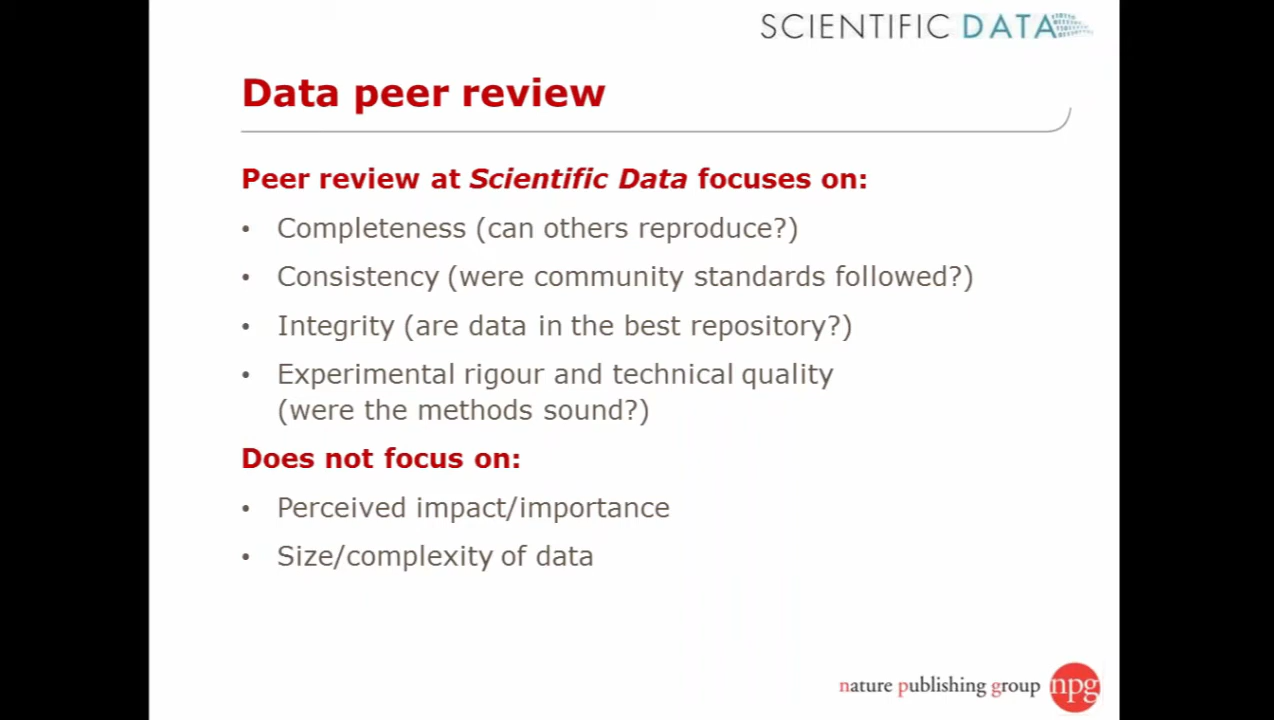 SCIENTIFIC DATA
Data peer review
Peer review at Scientific Data focuses on:
• Completeness (can others reproduce?)
• Consistency (were community standards followed?)
• Integrity (are data in the best repository?)
• Experimental rigour and technical quality
(were the methods sound?)
Does not focus on:
• Perceived impact/importance
• Size/complexity of data
nature publishing group npg